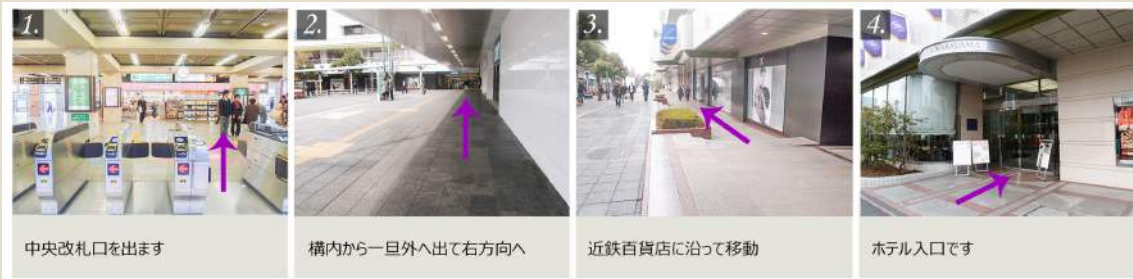 1.
2.
3.
4.
WAKAYAMA
中央改札口を出ます
構内から一旦外へ出て右方向へ
近鉄百貨店に沿って移動
ホテル入口です